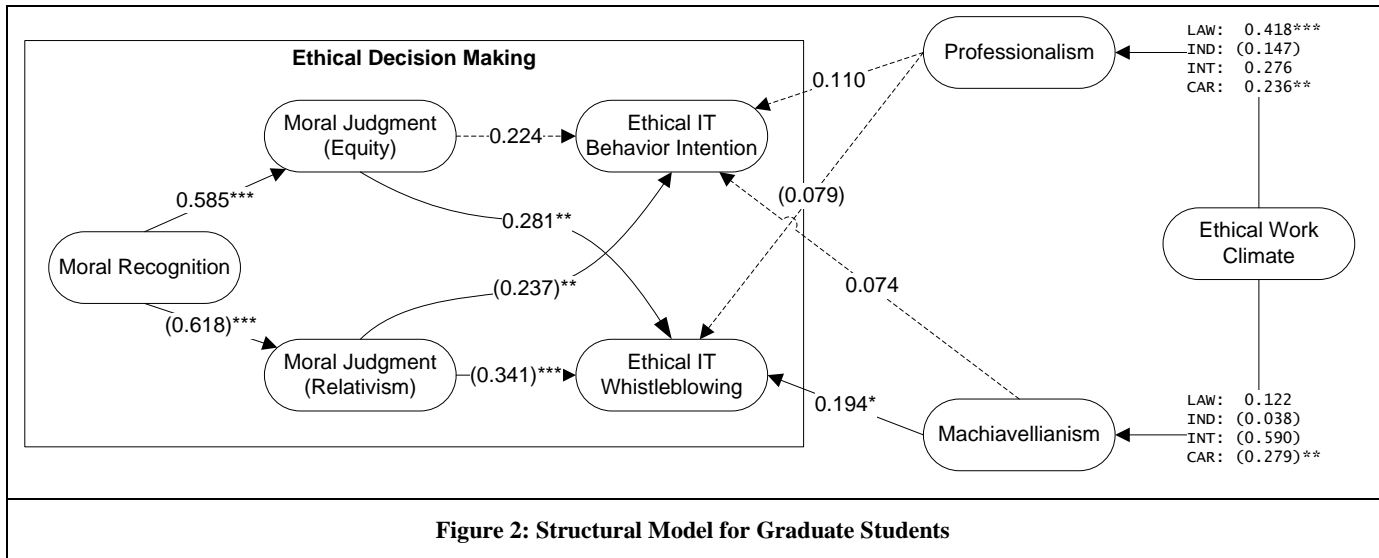 Ethical Decision Making
Moral Recognition
0.585***
(0.618)***
Moral Judgment
(Equity)
Moral Judgment
(Relativism)
0.224
0.281**
(0.237)**
(0.341)***
Ethical IT
Behavior Intention
Ethical IT
Whistleblowing
0.110
(0.079)
0.074
0.194*
Professionalism
Machiavellianism
LAW: 0.418***
IND: (0.147)
INT: 0.276
CAR: 0.236**
Ethical Work
Climate
LAW: 0.122
IND: (0.038)
INT: (0.590)
CAR: (0.279)**
Figure 2: Structural Model for Graduate Students